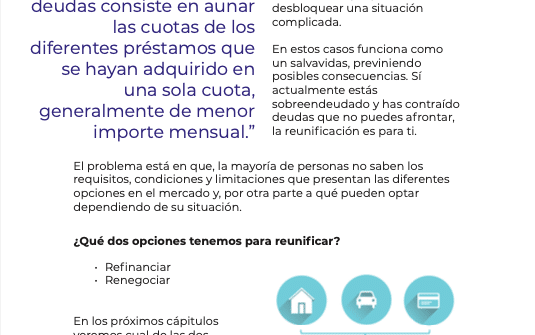 deudas consiste en aunar
las cuotas de los
diferentes préstamos que
se hayan adquirido en
una sola cuota,
generalmente de menor
importe mensual.”
desbloquear una situación
complicada.
En estos casos funciona como
un salvavidas, previniendo
posibles consecuencias. Sí
actualmente estás
sobreendeudado y has contraído
deudas que no puedes afrontar,
la reunificación es para ti.
El problema está en que, la mayoría de personas no saben los
requisitos, condiciones y limitaciones que presentan las diferentes
opciones en el mercado y, por otra parte a qué pueden optar
dependiendo de su situación.
¿Qué dos opciones tenemos para reunificar?
• Refinanciar
• Renegociar
En los próximos cápitulos
veremos cual de las dos